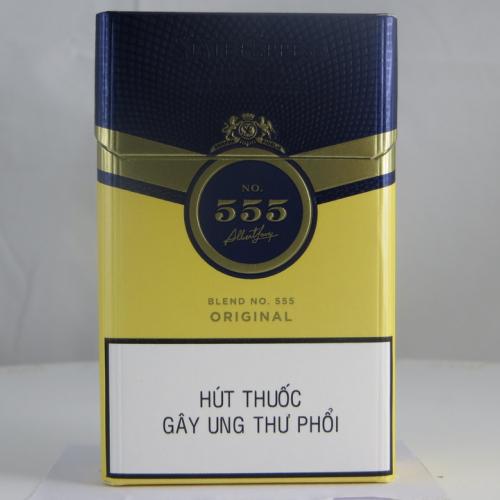 NO.
555
BLEND NO. 555
ORIGINAL
HÚT THUỐC
GÂY UNG THƯ PHỔI